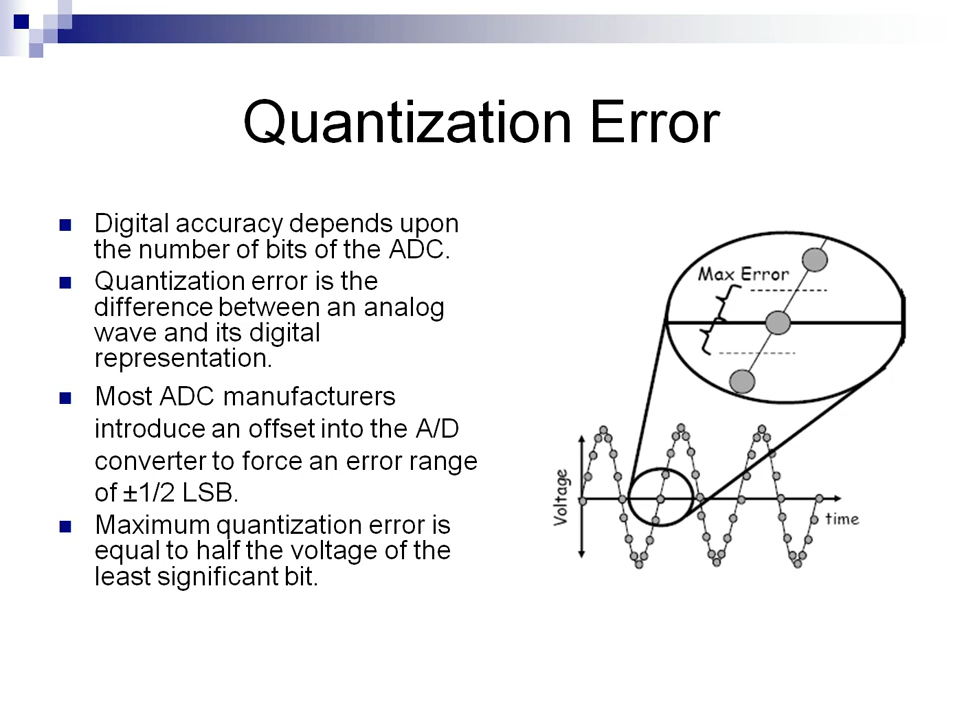 Quantization Error
Digital accuracy depends upon
the number of bits of the ADC.
Quantization error is the
difference between an analog
wave and its digital
representation.
Most ADC manufacturers
introduce an offset into the A/D
converter to force an error range
of ±1/2 LSB.
Maximum quantization error is
equal to half the voltage of the
least significant bit.
Max Error
Voltage
time